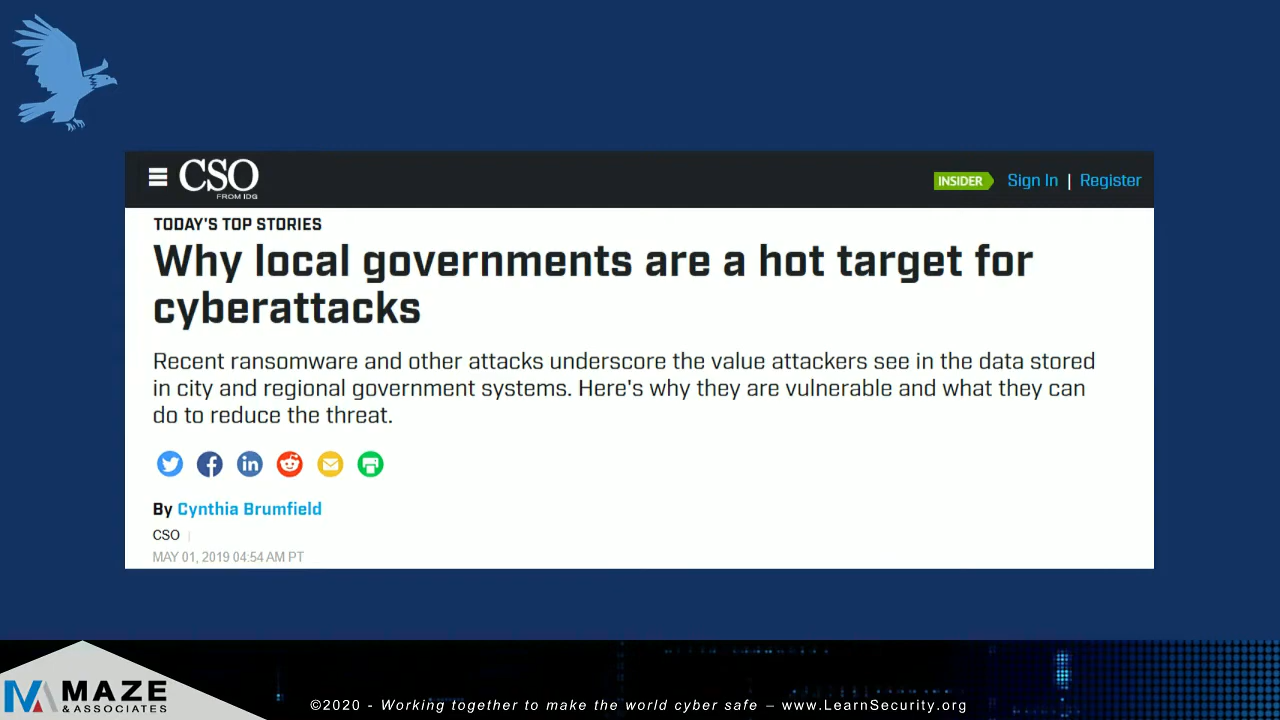 CSO
FROM IDG
INSIDER Sign In | Register
TODAY'S TOP STORIES
Why local governments are a hot target for
cyberattacks
Recent ransomware and other attacks underscore the value attackers see in the data stored
in city and regional government systems. Here's why they are vulnerable and what they can
do to reduce the threat.
By Cynthia Brumfield
CSO
MAY 01, 2019 04:54 AM PT
MAZE
& ASSOCIATES
©2020 - Working together to make the world cyber safe – www.LearnSecurity.org